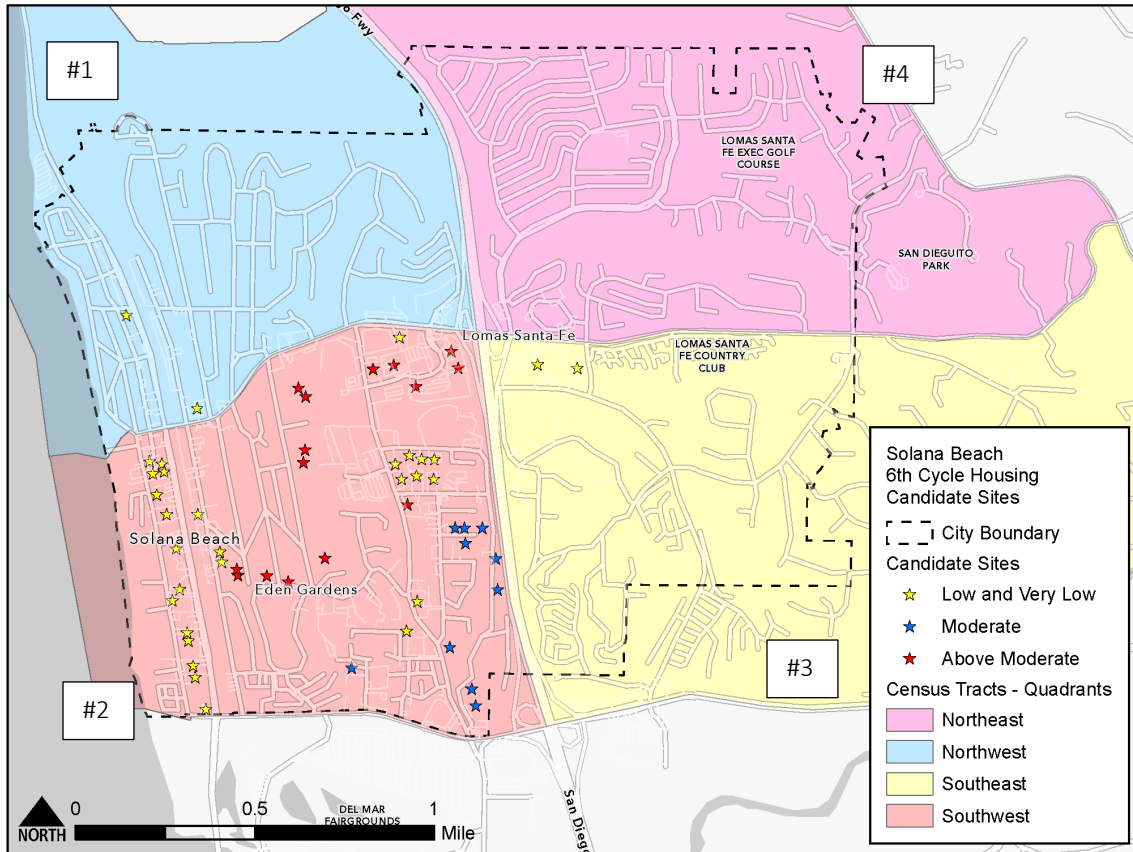 Fwy
#1
#4
LOMAS SANTA
FE EXEC GOLF
COURSE
SAN DIEGUITO
PARK
Lomas Santa Fe
LOMAS SANTA
FE COUNTRY
CLUB
Solana Beach
Eden Gardens
#2
#3
San Diego
DEL MAR
FAIRGROUNDS
NORTH
0 0.5 1
Mile
Solana Beach
6th Cycle Housing
Candidate Sites
City Boundary
Candidate Sites
Low and Very Low
Moderate
Above Moderate
Census Tracts - Quadrants
Northeast
Northwest
Southeast
Southwest